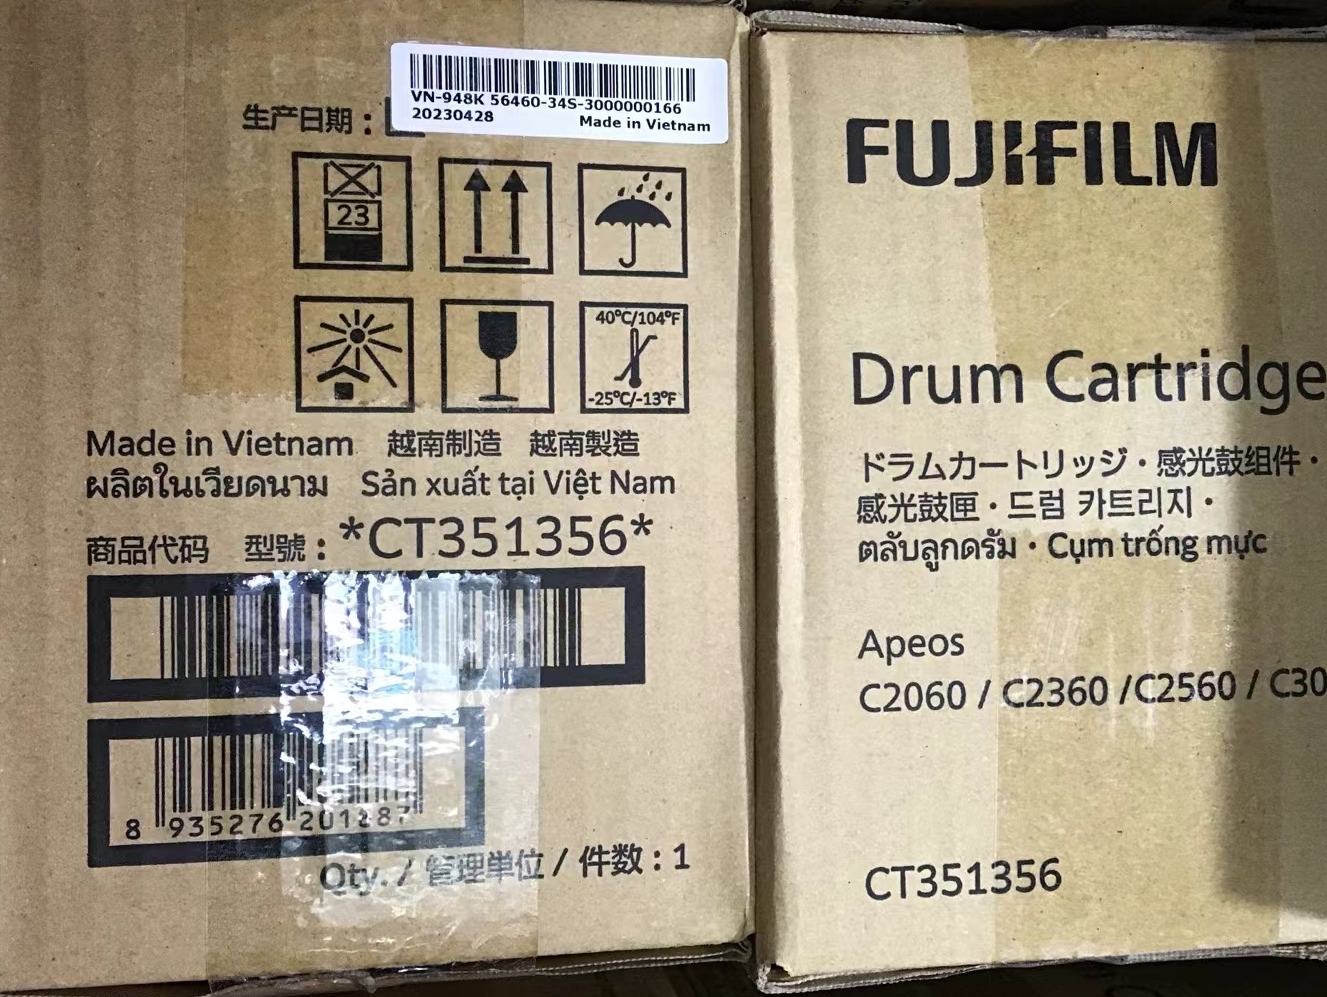 VN-948K 56460-34S-3000000166
20230428 Made in Vietnam
生产日期：
23
40°C/104°F
-25°C/-13°F
Made in Vietnam 越南制造 越南製造
ผลิตในเวียดนาม Sản xuất tại Việt Nam
商品代码 型號：*CT351356*
8 935276 201887
Qty. / 管理単位 / 件数：1
FUJIFILM
Drum Cartridge
ドラムカートリッジ・感光鼓组件・
感光鼓匣・드럼 카트리지・
ตลับลูกดรัม・Cụm trống mực
Apeos
C2060 / C2360 /C2560 / C30
CT351356